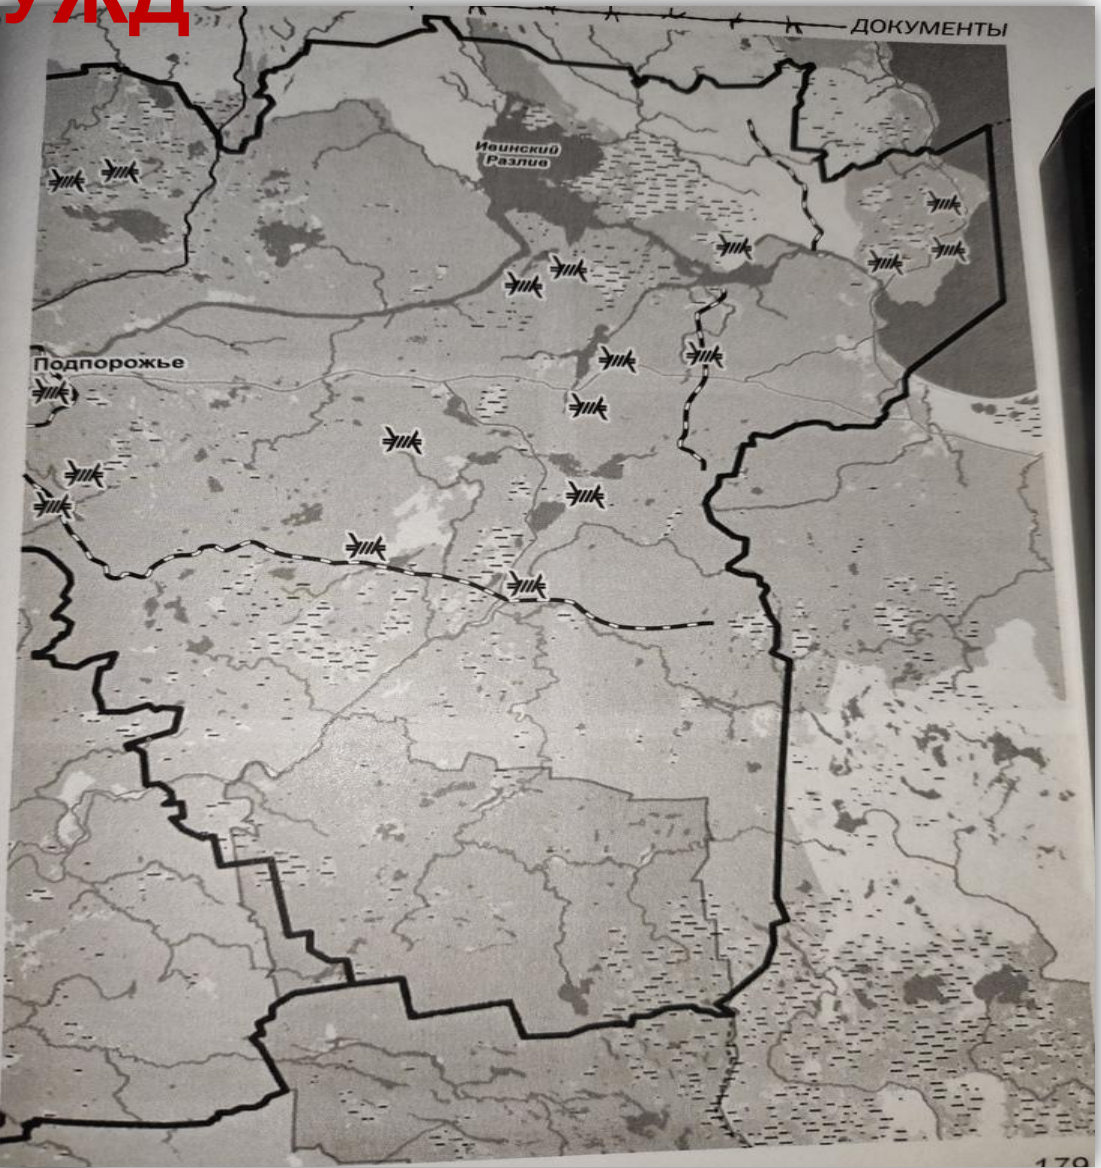 УЖД
ДОКУМЕНТЫ
Ивинский
Разлив
Подпорожье
179